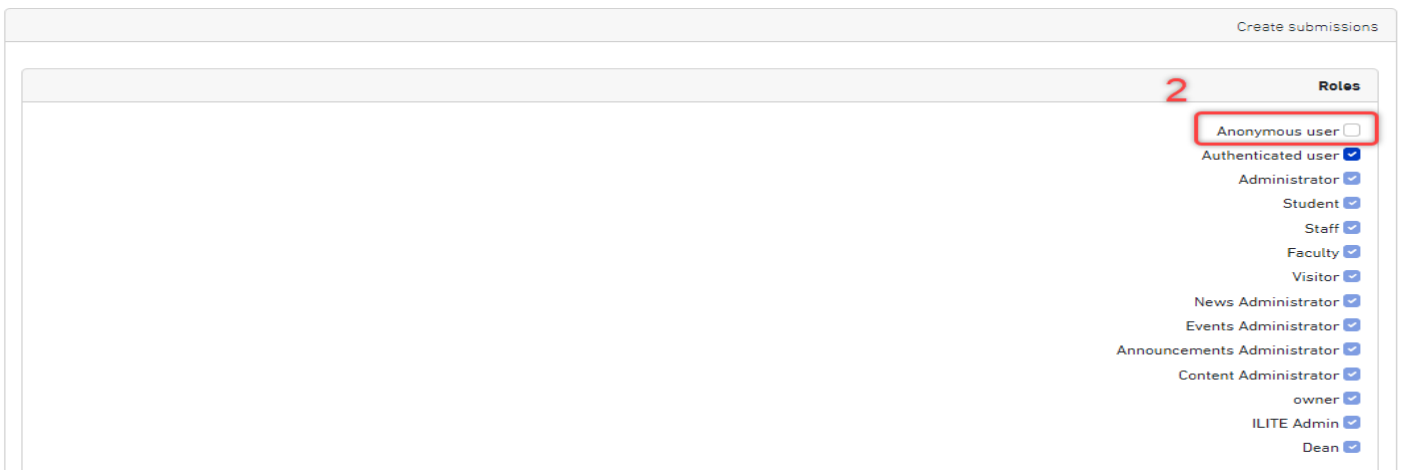 Create submissions
Roles
2
Anonymous user
Authenticated user
Administrator
Student
Staff
Faculty
Visitor
News Administrator
Events Administrator
Announcements Administrator
Content Administrator
owner
ILITE Admin
Dean